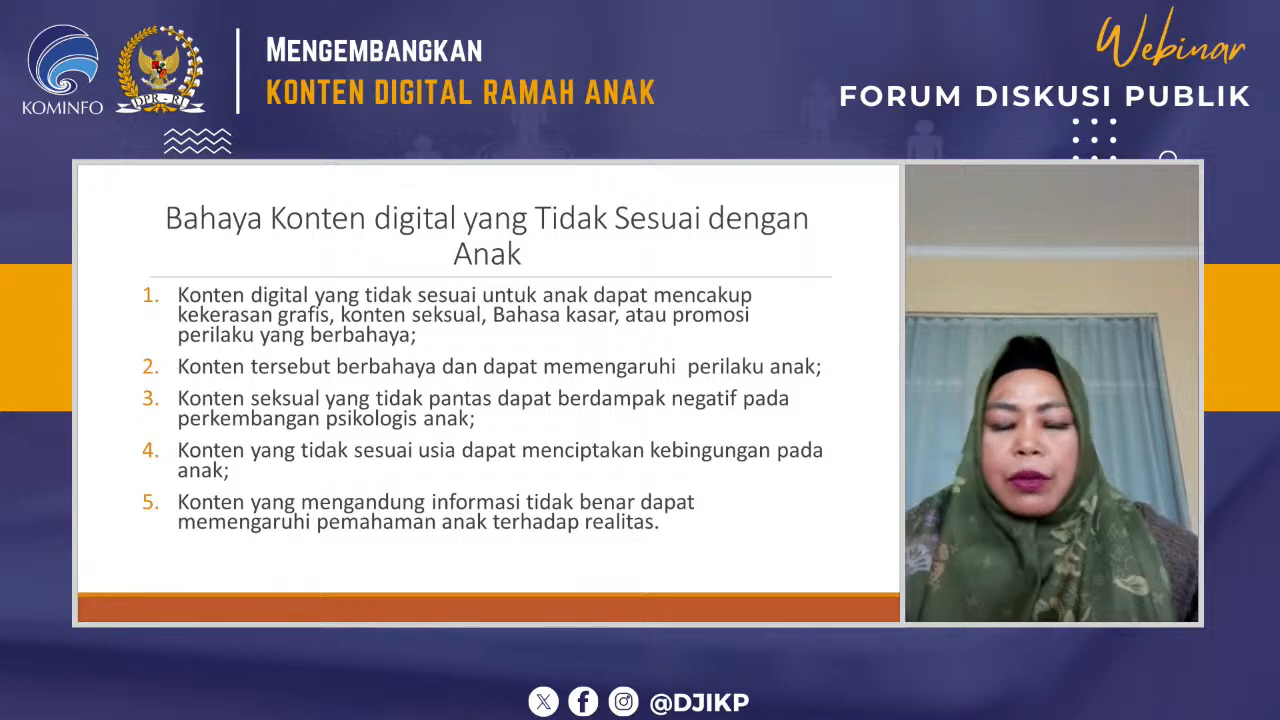 KOMINFO
DPR - RI
MENGEMBANGKAN
KONTEN DIGITAL RAMAH ANAK
Webinar
FORUM DISKUSI PUBLIK
Bahaya Konten digital yang Tidak Sesuai dengan
Anak
1. Konten digital yang tidak sesuai untuk anak dapat mencakup
kekerasan grafis, konten seksual, Bahasa kasar, atau promosi
perilaku yang berbahaya;
2. Konten tersebut berbahaya dan dapat memengaruhi perilaku anak;
3. Konten seksual yang tidak pantas dapat berdampak negatif pada
perkembangan psikologis anak;
4. Konten yang tidak sesuai usia dapat menciptakan kebingungan pada
anak;
5. Konten yang mengandung informasi tidak benar dapat
memengaruhi pemahaman anak terhadap realitas.
@DJIKP